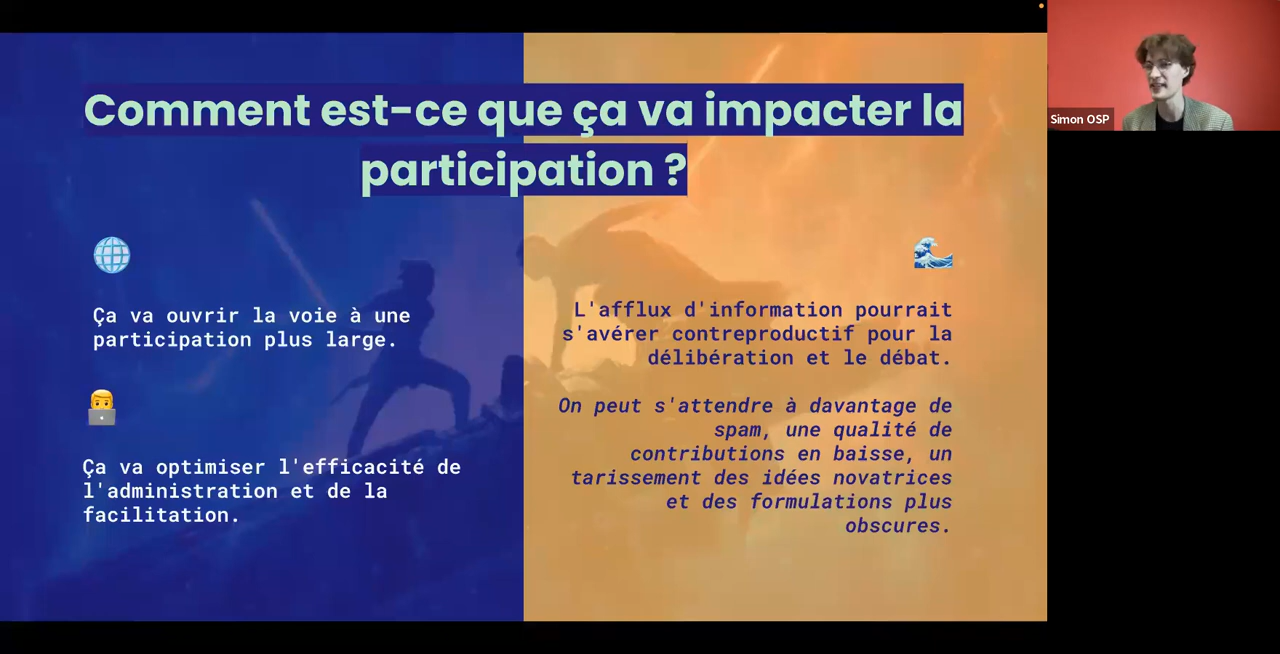 Comment est-ce que ça va impacter la
participation ?
Ça va ouvrir la voie à une
participation plus large.
Ça va optimiser l'efficacité de
l'administration et de la
facilitation.
L'afflux d'information pourrait
s'avérer contreproductif pour la
délibération et le débat.
On peut s'attendre à davantage de
spam, une qualité de
contributions en baisse, un
tarissement des idées novatrices
et des formulations plus
obscures.
Simon OSP